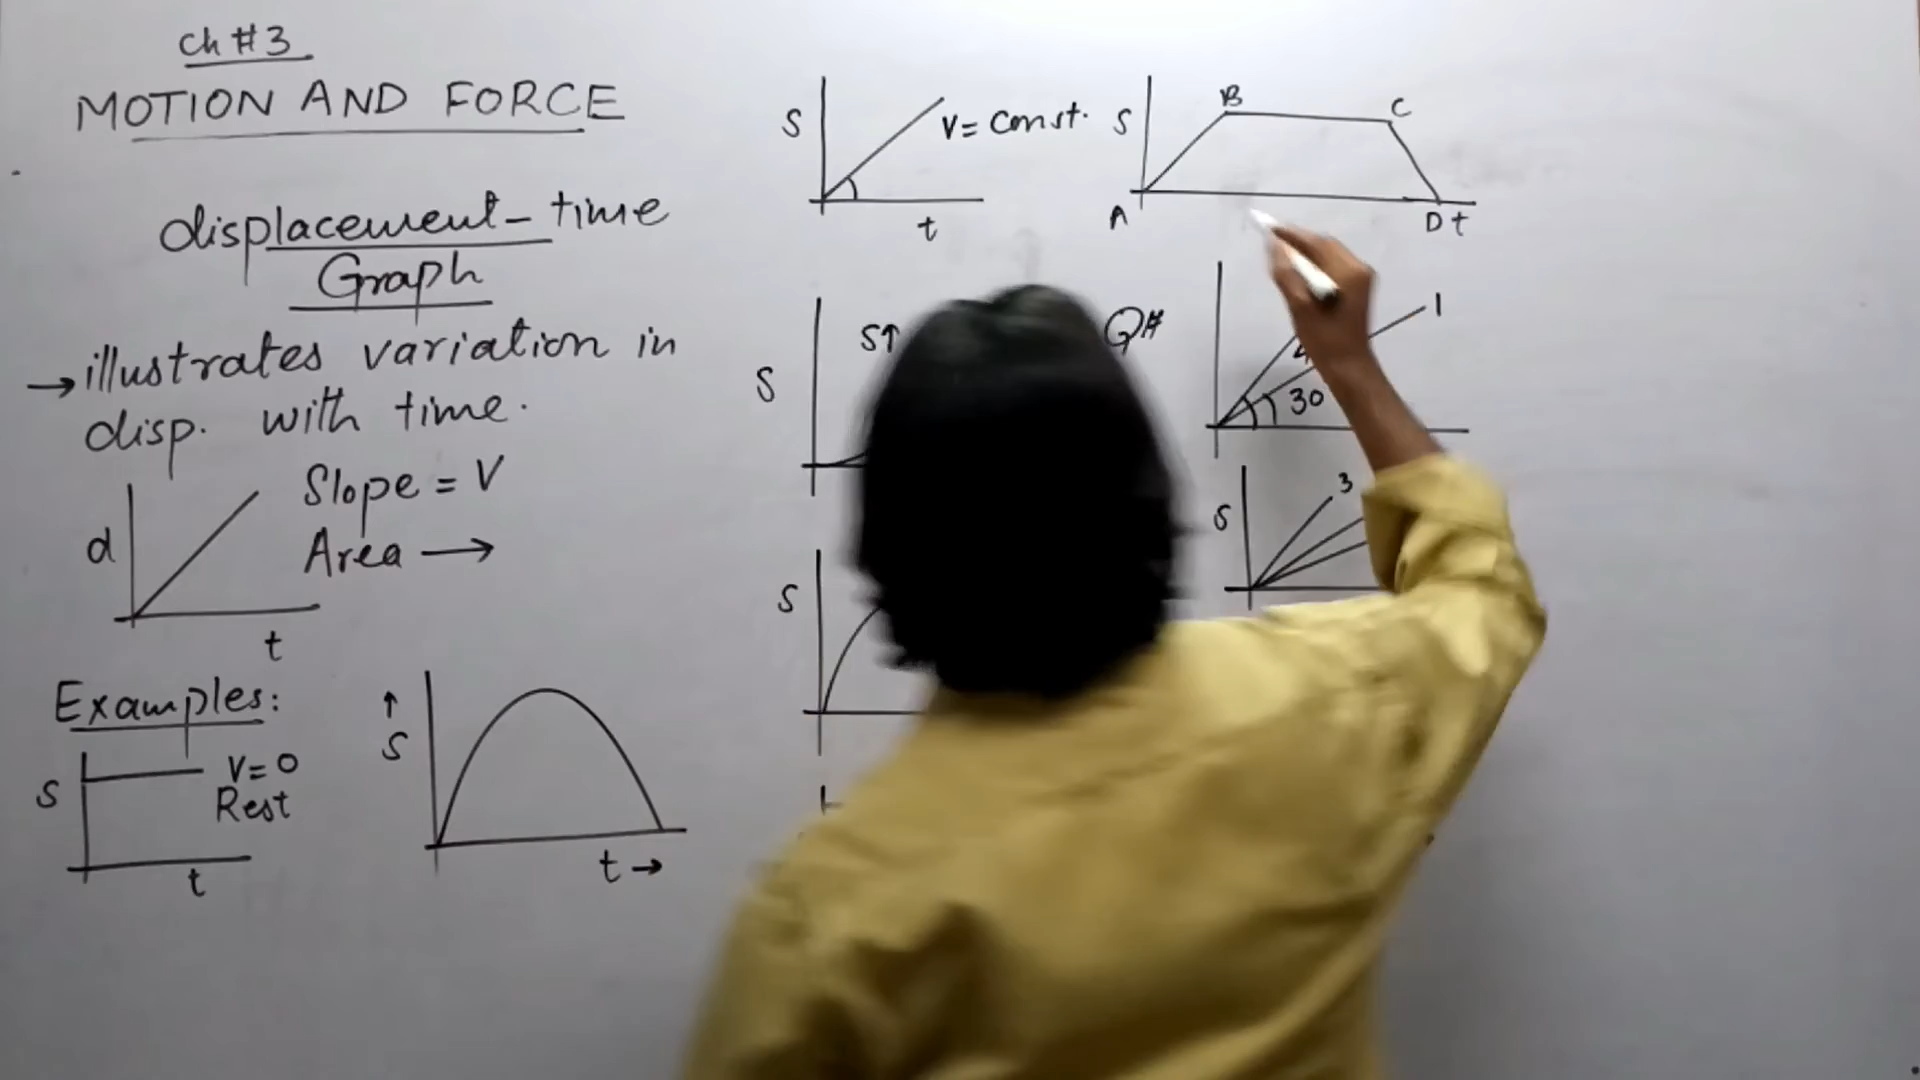 Ch # 3
MOTION AND FORCE
displacement-time
Graph
→ illustrates variation in
disp. with time.
d
Slope = V
Area →
t
Examples:
S
V = 0
Rest
t
↑
S
t →
S
V = Const.
t
S
B
C
A
D t
S
S↑
S
Q#
1
30
S
3